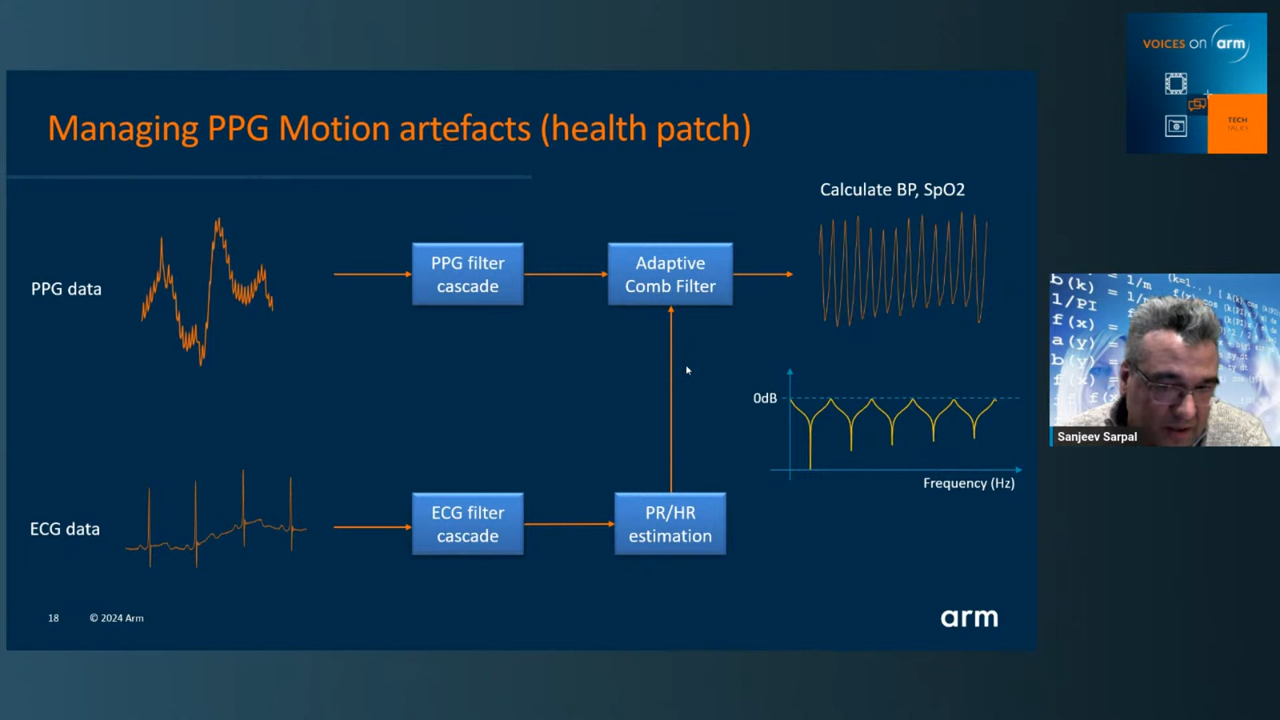 VOICES on arm
TECH
TALKS
Managing PPG Motion artefacts (health patch)
Calculate BP, SpO2
PPG data
PPG filter
cascade
Adaptive
Comb Filter
0dB
Frequency (Hz)
ECG data
ECG filter
cascade
PR/HR
estimation
Sanjeev Sarpal
18
© 2024 Arm
arm